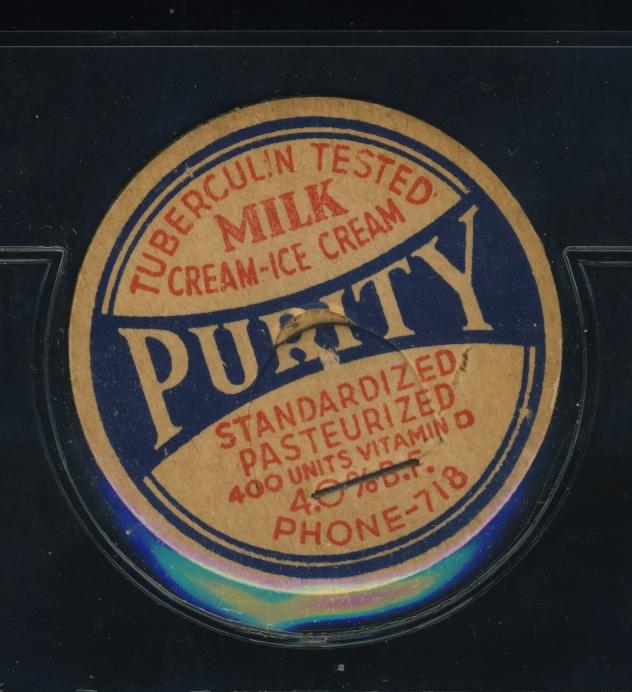 TUBERCULIN TESTED
MILK
CREAM-ICE CREAM
PURITY
STANDARDIZED
PASTEURIZED
400 UNITS VITAMIN D
4.0% B.F.
PHONE-718